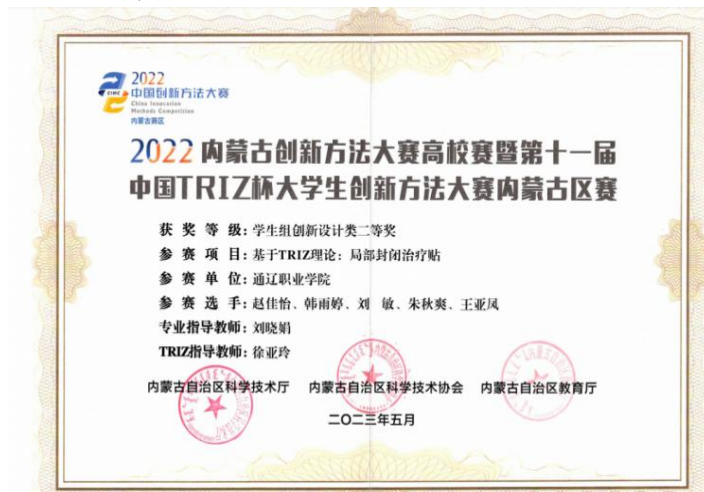 2022
中国创新方法大赛
China Innovation
Methods Competition
内蒙古赛区
CIMC
2022 内蒙古创新方法大赛高校赛暨第十一届
中国TRIZ杯大学生创新方法大赛内蒙古区赛
获奖等级：学生组创新设计类二等奖
参赛项目：基于TRIZ理论：局部封闭治疗贴
参赛单位：通辽职业学院
参赛选手：赵佳怡、韩雨婷、刘 敏、朱秋爽、王亚凤
专业指导教师：刘晓娟
TRIZ指导教师：徐亚玲
内蒙古自治区科学技术厅 内蒙古自治区科学技术协会 内蒙古自治区教育厅
二〇二三年五月